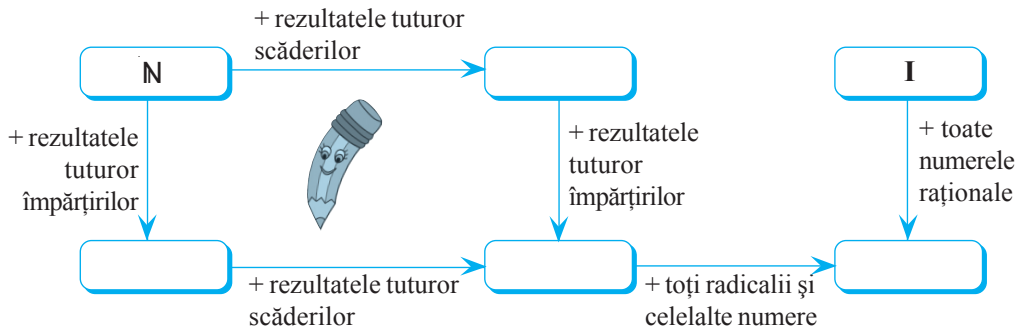 + rezultatele tuturor
scăderilor
ℕ
I
+ rezultatele
tuturor
împărțirilor
+ rezultatele
tuturor
împărțirilor
+ toate
numerele
raționale
+ rezultatele tuturor
scăderilor
+ toți radicalii şi
celelalte numere